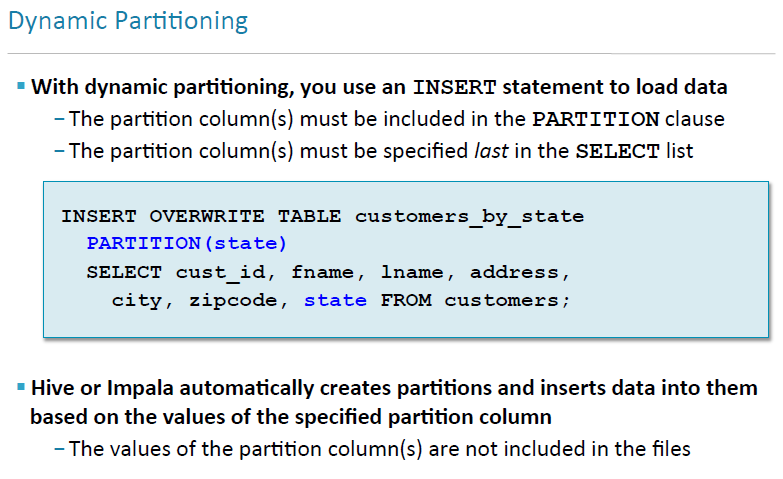 Dynamic Partitioning
▪ With dynamic partitioning, you use an INSERT statement to load data
– The partition column(s) must be included in the PARTITION clause
– The partition column(s) must be specified last in the SELECT list
INSERT OVERWRITE TABLE customers_by_state
PARTITION(state)
SELECT cust_id, fname, lname, address,
city, zipcode, state FROM customers;
▪ Hive or Impala automatically creates partitions and inserts data into them
based on the values of the specified partition column
– The values of the partition column(s) are not included in the files